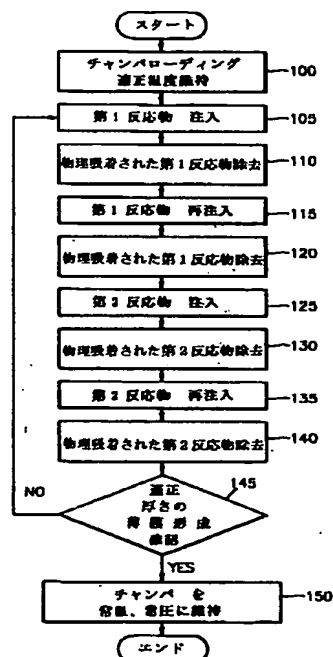 スタート
チャンバローディング
適正温度維持
100
第1反応物 注入
105
物理吸着された第1反応物除去
110
第1反応物 再注入
115
物理吸着された第1反応物除去
120
第2反応物 注入
125
物理吸着された第2反応物除去
130
第2反応物 再注入
135
物理吸着された第2反応物除去
140
適正
厚さの
薄膜形成
確認
145
NO
YES
チャンバを
常温、常圧に維持
150
エンド